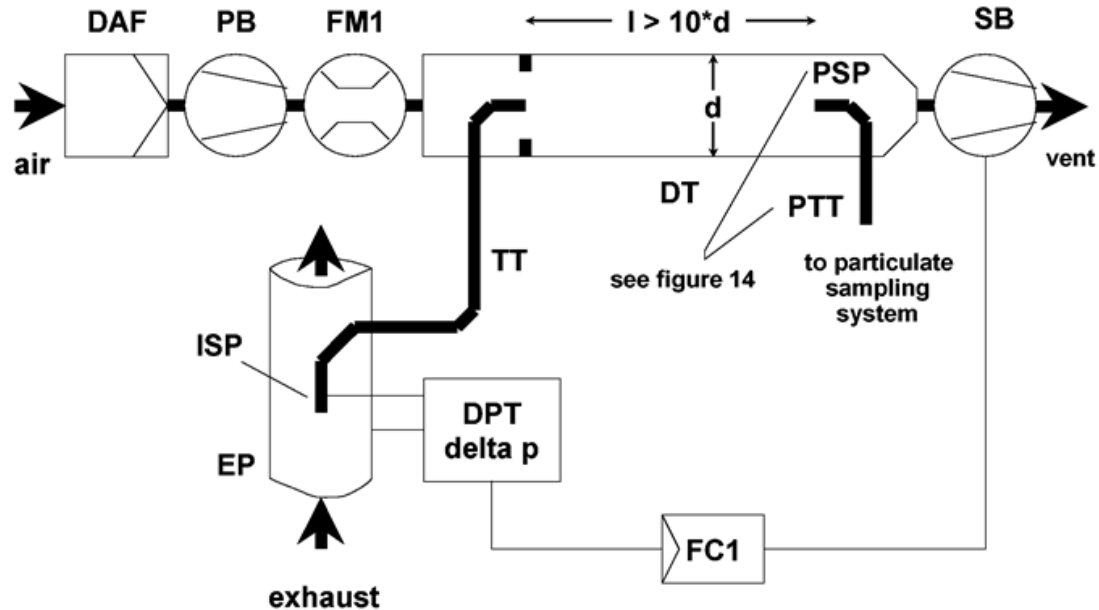 DAF
PB
FM1
l > 10*d
SB
air
d
PSP
vent
DT
PTT
TT
see figure 14
to particulate
sampling
system
ISP
DPT
delta p
EP
FC1
exhaust